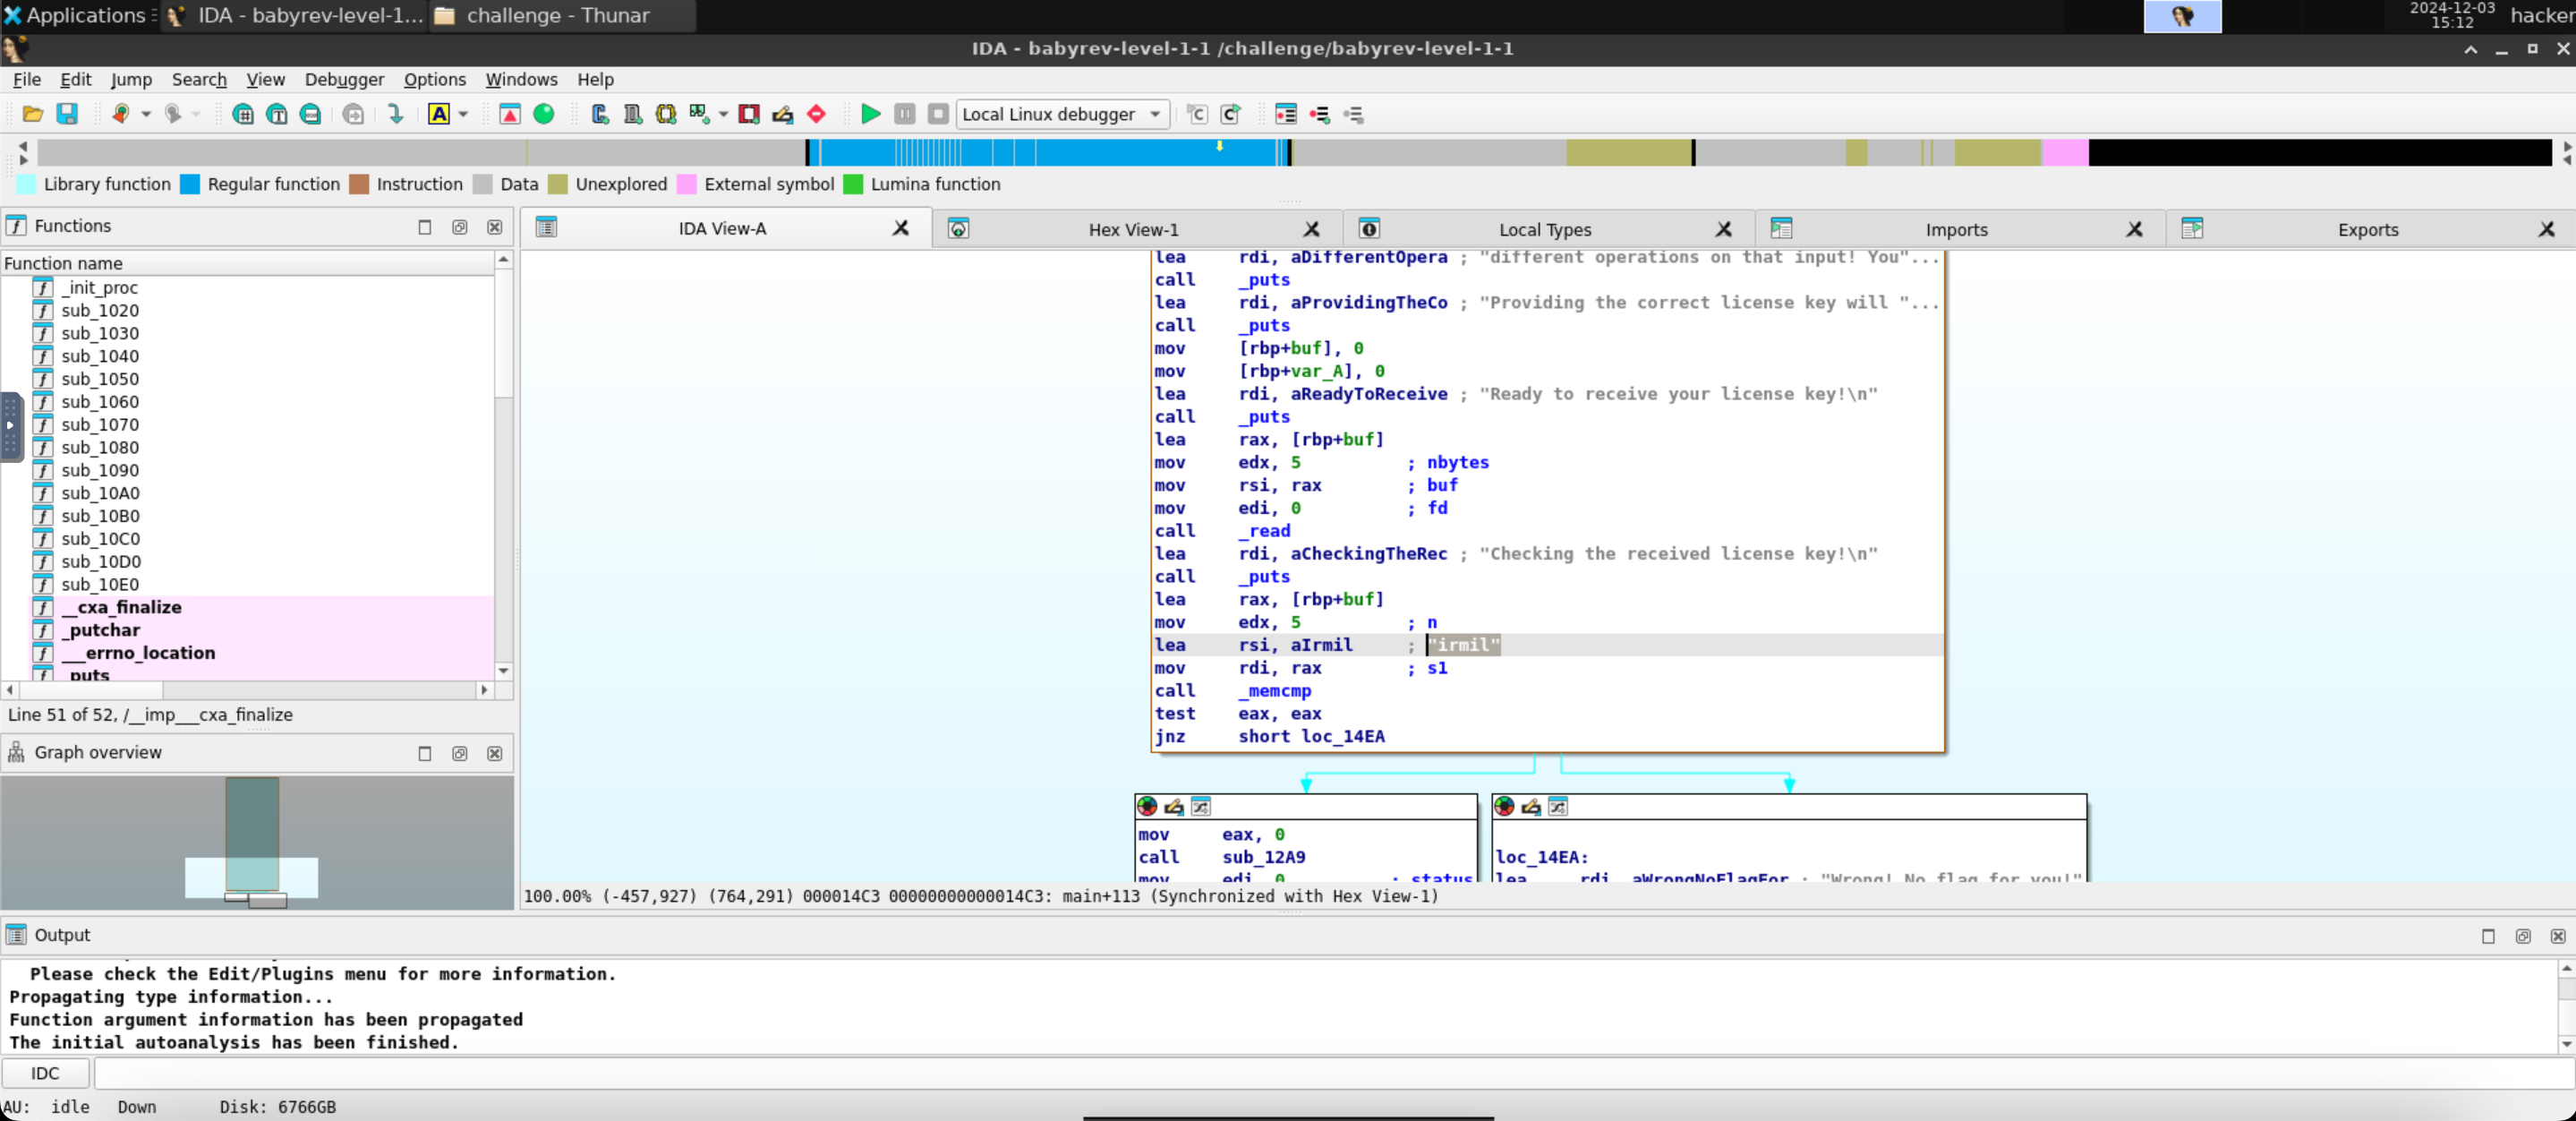 Applications
IDA - babyrev-level-1...
challenge - Thunar
2024-12-03
15:12
hacker
IDA - babyrev-level-1-1 /challenge/babyrev-level-1-1
File Edit Jump Search View Debugger Options Windows Help
Local Linux debugger
Library function Regular function Instruction Data Unexplored External symbol Lumina function
Functions
Function name
_init_proc
sub_1020
sub_1030
sub_1040
sub_1050
sub_1060
sub_1070
sub_1080
sub_1090
sub_10A0
sub_10B0
sub_10C0
sub_10D0
sub_10E0
__cxa_finalize
_putchar
___errno_location
_puts
Line 51 of 52, /__imp___cxa_finalize
Graph overview
IDA View-A
Hex View-1
Local Types
Imports
Exports
lea rdi, aDifferentOpera ; "different operations on that input! You"...
call _puts
lea rdi, aProvidingTheCo ; "Providing the correct license key will "...
call _puts
mov [rbp+buf], 0
mov [rbp+var_A], 0
lea rdi, aReadyToReceive ; "Ready to receive your license key!\n"
call _puts
lea rax, [rbp+buf]
mov edx, 5 ; nbytes
mov rsi, rax ; buf
mov edi, 0 ; fd
call _read
lea rdi, aCheckingTheRec ; "Checking the received license key!\n"
call _puts
lea rax, [rbp+buf]
mov edx, 5 ; n
lea rsi, aIrmil ; "irmil"
mov rdi, rax ; s1
call _memcmp
test eax, eax
jnz short loc_14EA
mov eax, 0
call sub_12A9
mov edi, 0 ; status
loc_14EA:
lea rdi, aWrongNoFlagFor ; "Wrong! No flag for you!"
100.00% (-457,927) (764,291) 000014C3 00000000000014C3: main+113 (Synchronized with Hex View-1)
Output
Please check the Edit/Plugins menu for more information.
Propagating type information...
Function argument information has been propagated
The initial autoanalysis has been finished.
IDC
AU: idle Down Disk: 6766GB